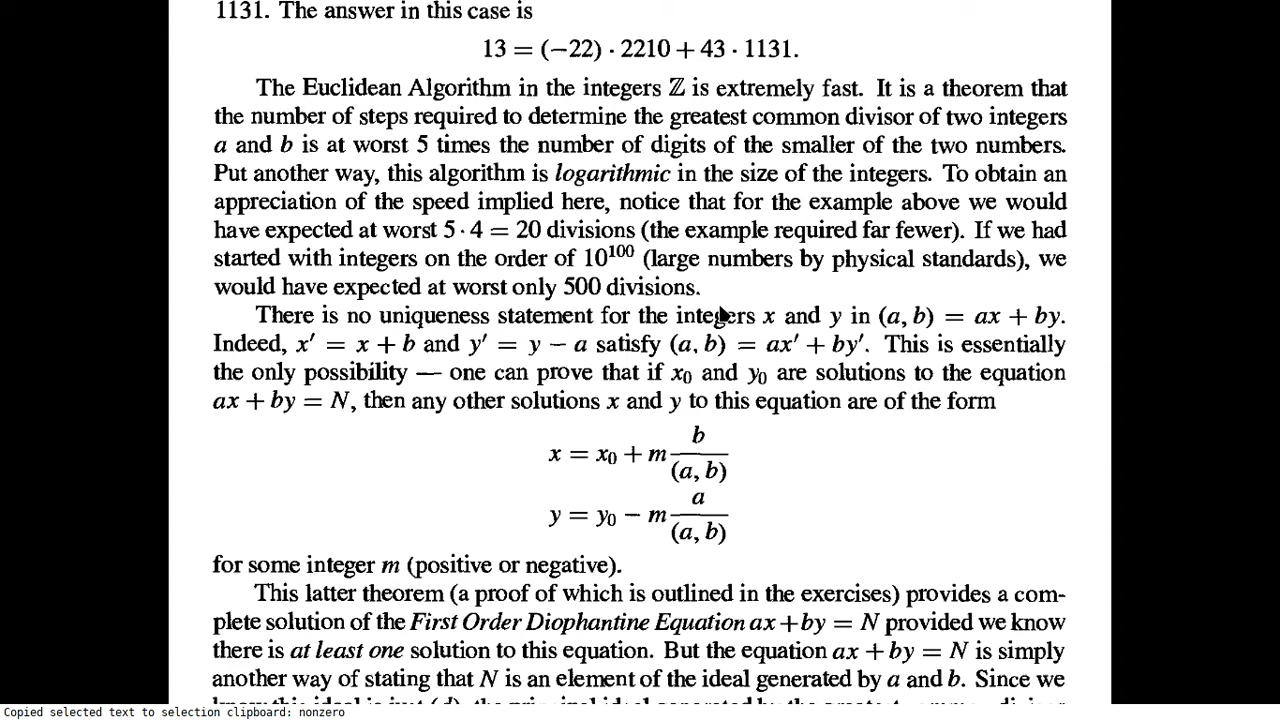 1131. The answer in this case is
13 = (−22) · 2210 + 43 · 1131.
The Euclidean Algorithm in the integers ℤ is extremely fast. It is a theorem that
the number of steps required to determine the greatest common divisor of two integers
a and b is at worst 5 times the number of digits of the smaller of the two numbers.
Put another way, this algorithm is logarithmic in the size of the integers. To obtain an
appreciation of the speed implied here, notice that for the example above we would
have expected at worst 5 · 4 = 20 divisions (the example required far fewer). If we had
started with integers on the order of 10¹⁰⁰ (large numbers by physical standards), we
would have expected at worst only 500 divisions.
There is no uniqueness statement for the integers x and y in (a, b) = ax + by.
Indeed, x′ = x + b and y′ = y − a satisfy (a, b) = ax′ + by′. This is essentially
the only possibility — one can prove that if x₀ and y₀ are solutions to the equation
ax + by = N, then any other solutions x and y to this equation are of the form
x = x₀ + m b/(a, b)
y = y₀ − m a/(a, b)
for some integer m (positive or negative).
This latter theorem (a proof of which is outlined in the exercises) provides a com-
plete solution of the First Order Diophantine Equation ax + by = N provided we know
there is at least one solution to this equation. But the equation ax + by = N is simply
another way of stating that N is an element of the ideal generated by a and b. Since we
Copied selected text to selection clipboard: nonzero